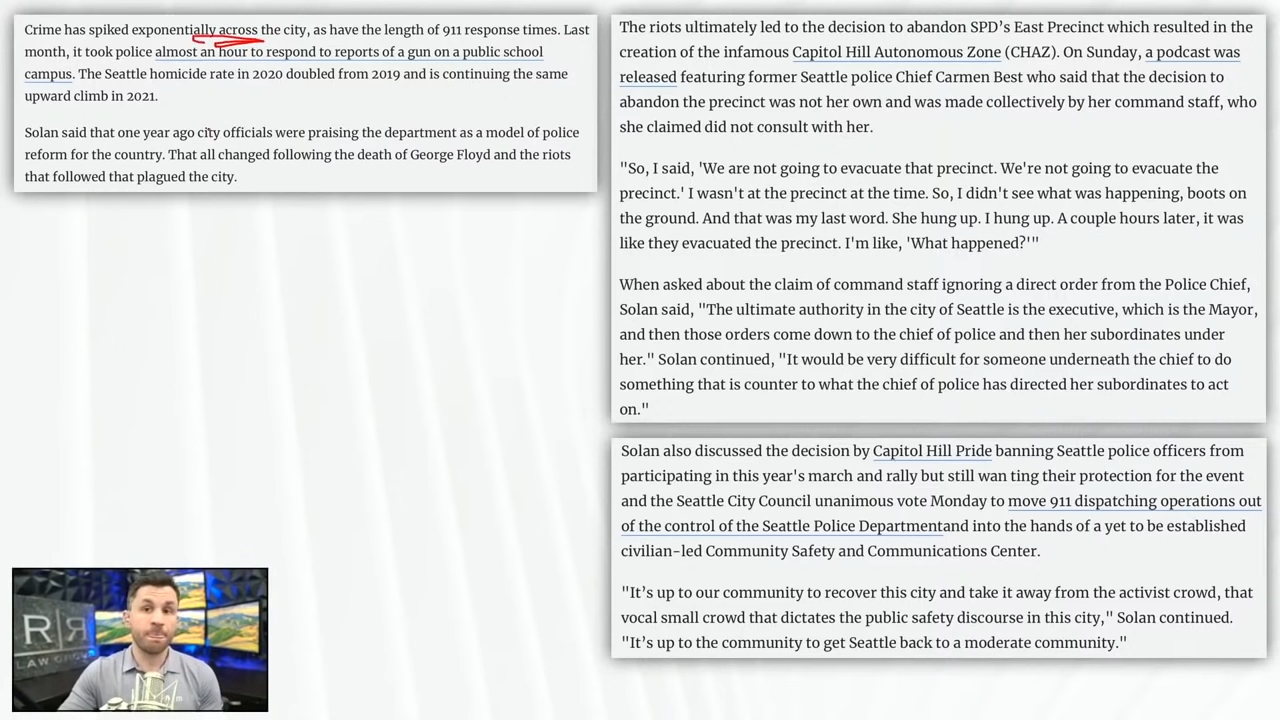 Crime has spiked exponentially across the city, as have the length of 911 response times. Last
month, it took police almost an hour to respond to reports of a gun on a public school
campus. The Seattle homicide rate in 2020 doubled from 2019 and is continuing the same
upward climb in 2021.
Solan said that one year ago city officials were praising the department as a model of police
reform for the country. That all changed following the death of George Floyd and the riots
that followed that plagued the city.
The riots ultimately led to the decision to abandon SPD’s East Precinct which resulted in the
creation of the infamous Capitol Hill Autonomous Zone (CHAZ). On Sunday, a podcast was
released featuring former Seattle police Chief Carmen Best who said that the decision to
abandon the precinct was not her own and was made collectively by her command staff, who
she claimed did not consult with her.
"So, I said, 'We are not going to evacuate that precinct. We're not going to evacuate the
precinct.' I wasn't at the precinct at the time. So, I didn't see what was happening, boots on
the ground. And that was my last word. She hung up. I hung up. A couple hours later, it was
like they evacuated the precinct. I'm like, 'What happened?'"
When asked about the claim of command staff ignoring a direct order from the Police Chief,
Solan said, "The ultimate authority in the city of Seattle is the executive, which is the Mayor,
and then those orders come down to the chief of police and then her subordinates under
her." Solan continued, "It would be very difficult for someone underneath the chief to do
something that is counter to what the chief of police has directed her subordinates to act
on."
Solan also discussed the decision by Capitol Hill Pride banning Seattle police officers from
participating in this year's march and rally but still wan ting their protection for the event
and the Seattle City Council unanimous vote Monday to move 911 dispatching operations out
of the control of the Seattle Police Departmentand into the hands of a yet to be established
civilian-led Community Safety and Communications Center.
"It’s up to our community to recover this city and take it away from the activist crowd, that
vocal small crowd that dictates the public safety discourse in this city," Solan continued.
"It’s up to the community to get Seattle back to a moderate community."
R R
LAW GRO